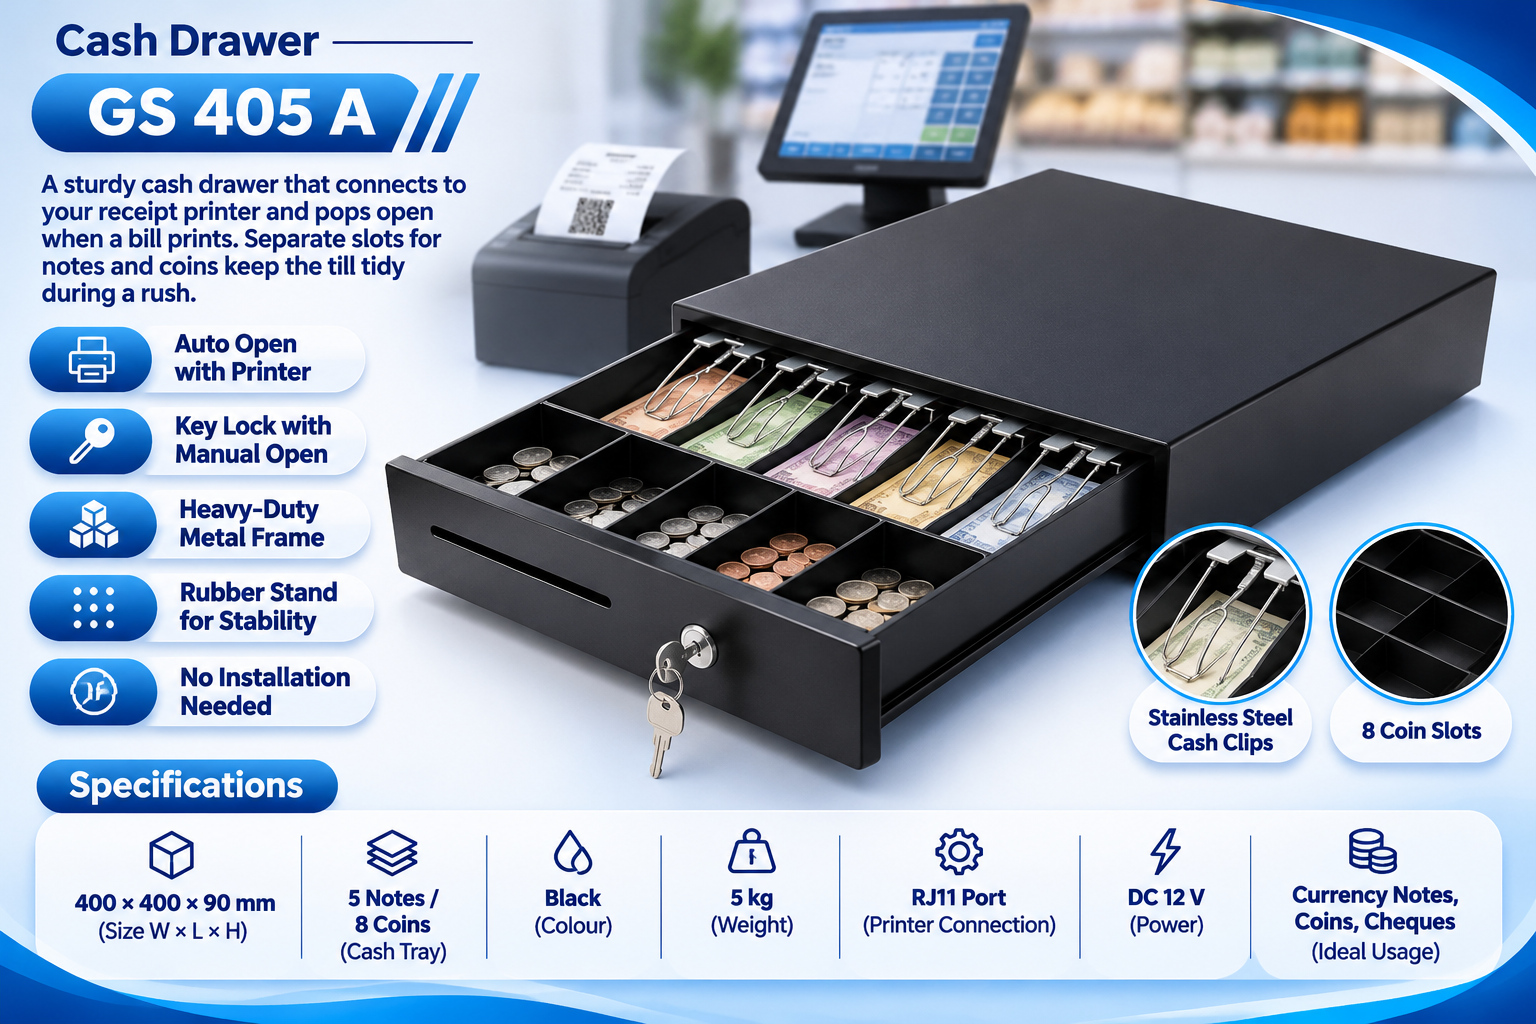 Cash Drawer
GS 405 A
A sturdy cash drawer that connects to
your receipt printer and pops open
when a bill prints. Separate slots for
notes and coins keep the till tidy
during a rush.
Auto Open
with Printer
Key Lock with
Manual Open
Heavy-Duty
Metal Frame
Rubber Stand
for Stability
No Installation
Needed
Stainless Steel
Cash Clips
8 Coin Slots
Specifications
400 × 400 × 90 mm
(Size W × L × H)
5 Notes /
8 Coins
(Cash Tray)
Black
(Colour)
5 kg
(Weight)
RJ11 Port
(Printer Connection)
DC 12 V
(Power)
Currency Notes,
Coins, Cheques
(Ideal Usage)